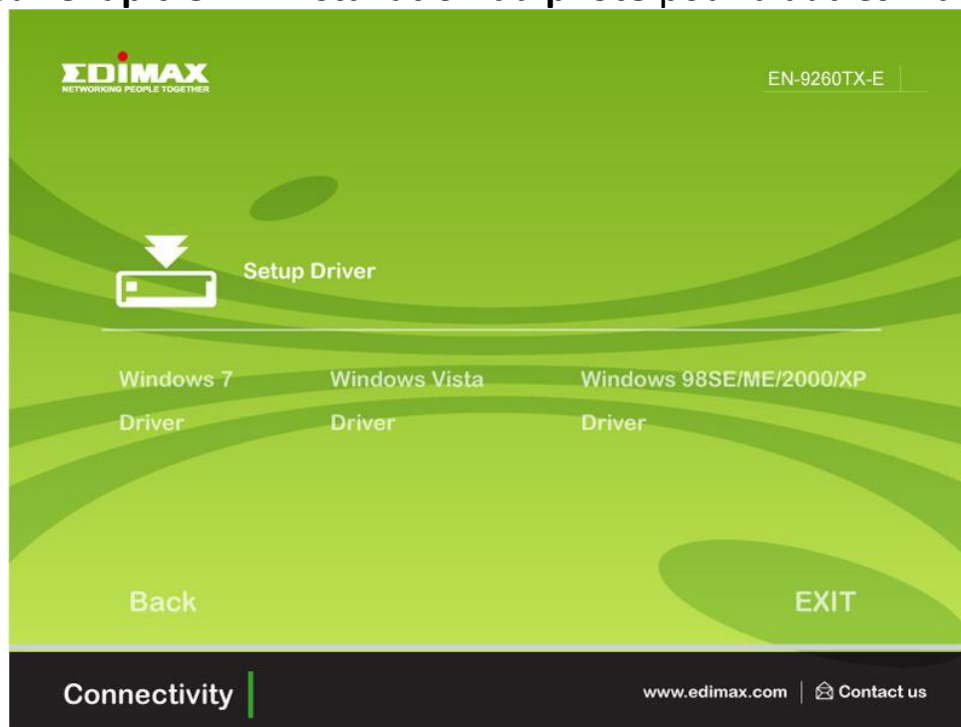 EDIMAX
NETWORKING PEOPLE TOGETHER
EN-9260TX-E
Setup Driver
Windows 7 Driver
Windows Vista Driver
Windows 98SE/ME/2000/XP Driver
Back
EXIT
Connectivity
www.edimax.com
Contact us